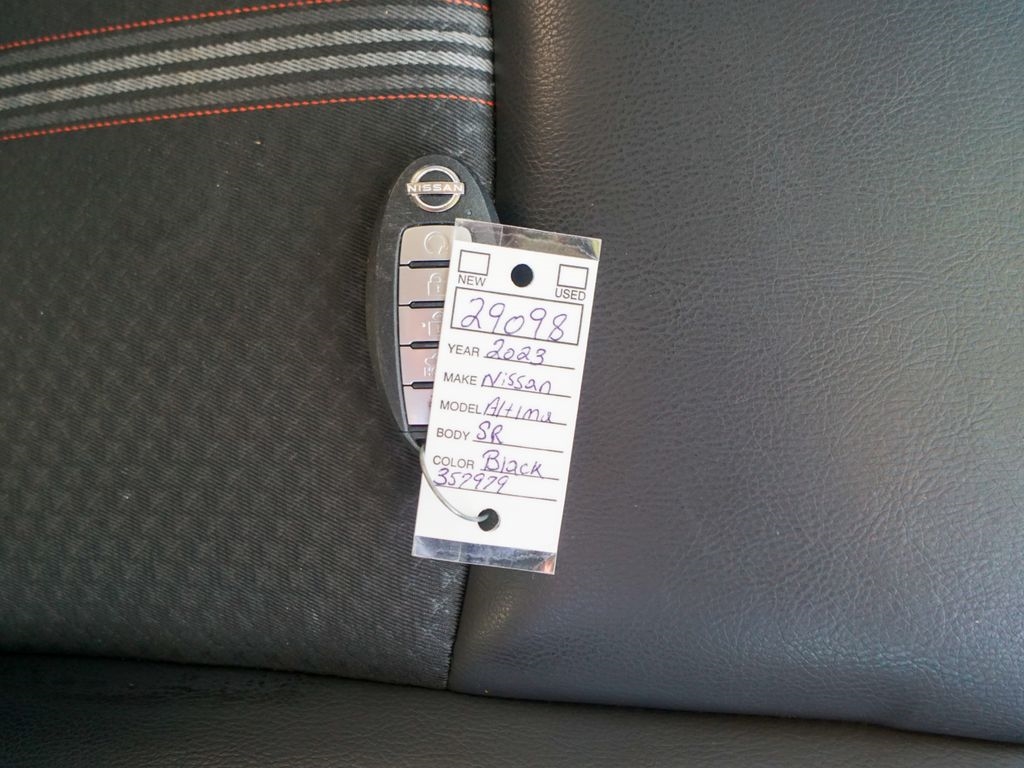 NISSAN
NEW USED
29098
YEAR 2023
MAKE Nissan
MODEL Altima
BODY SR
COLOR Black
357979